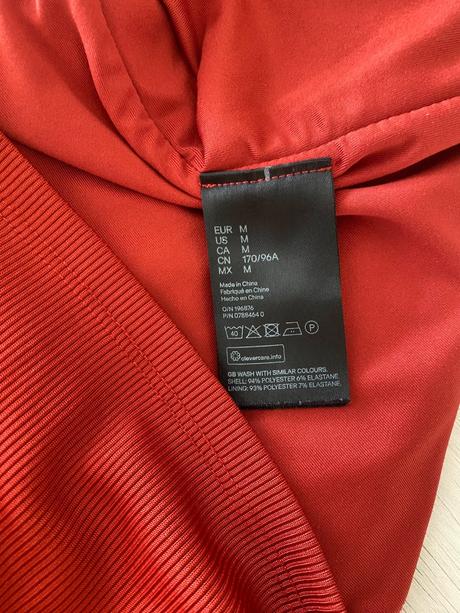 EUR M
US M
CA M
CN 170/96A
MX M
Made in China
Fabriqué en Chine
Hecho en China
O/N 196876
P/N 0788464 0
40 P
clevercare.info
GB WASH WITH SIMILAR COLOURS.
SHELL: 94% POLYESTER 6% ELASTANE.
LINING: 93% POLYESTER 7% ELASTANE.